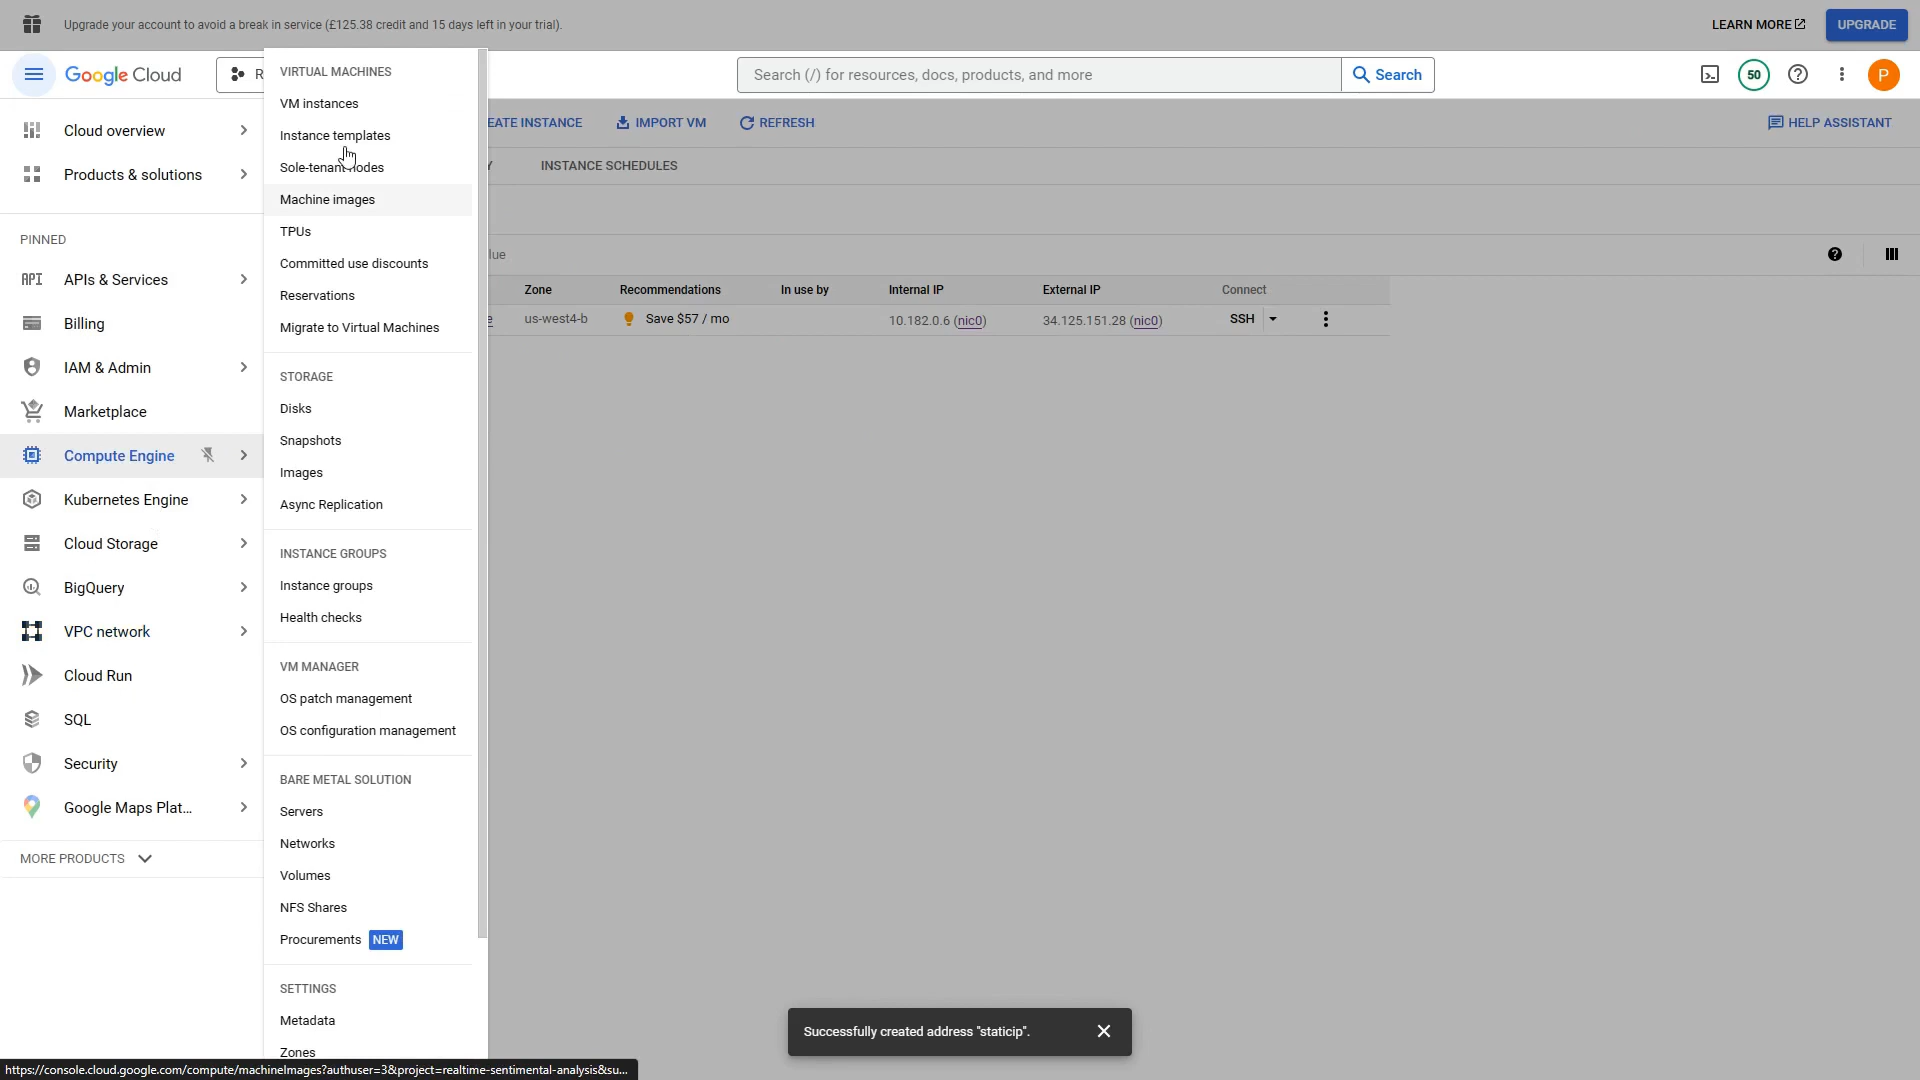 Upgrade your account to avoid a break in service (£125.38 credit and 15 days left in your trial).
LEARN MORE
UPGRADE
Google Cloud
R
Search (/) for resources, docs, products, and more
Search
50
P
Cloud overview
Products & solutions
PINNED
API APIs & Services
Billing
IAM & Admin
Marketplace
Compute Engine
Kubernetes Engine
Cloud Storage
BigQuery
VPC network
Cloud Run
SQL
Security
Google Maps Plat...
MORE PRODUCTS
VIRTUAL MACHINES
VM instances
Instance templates
Sole-tenant nodes
Machine images
TPUs
Committed use discounts
Reservations
Migrate to Virtual Machines
STORAGE
Disks
Snapshots
Images
Async Replication
INSTANCE GROUPS
Instance groups
Health checks
VM MANAGER
OS patch management
OS configuration management
BARE METAL SOLUTION
Servers
Networks
Volumes
NFS Shares
Procurements NEW
SETTINGS
Metadata
Zones
EATE INSTANCE
IMPORT VM
REFRESH
HELP ASSISTANT
Y
INSTANCE SCHEDULES
lue
Zone Recommendations In use by Internal IP External IP Connect
e us-west4-b Save $57 / mo 10.182.0.6 (nic0) 34.125.151.28 (nic0) SSH
Successfully created address "staticip".
https://console.cloud.google.com/compute/machineImages?authuser=3&project=realtime-sentimental-analysis&su...